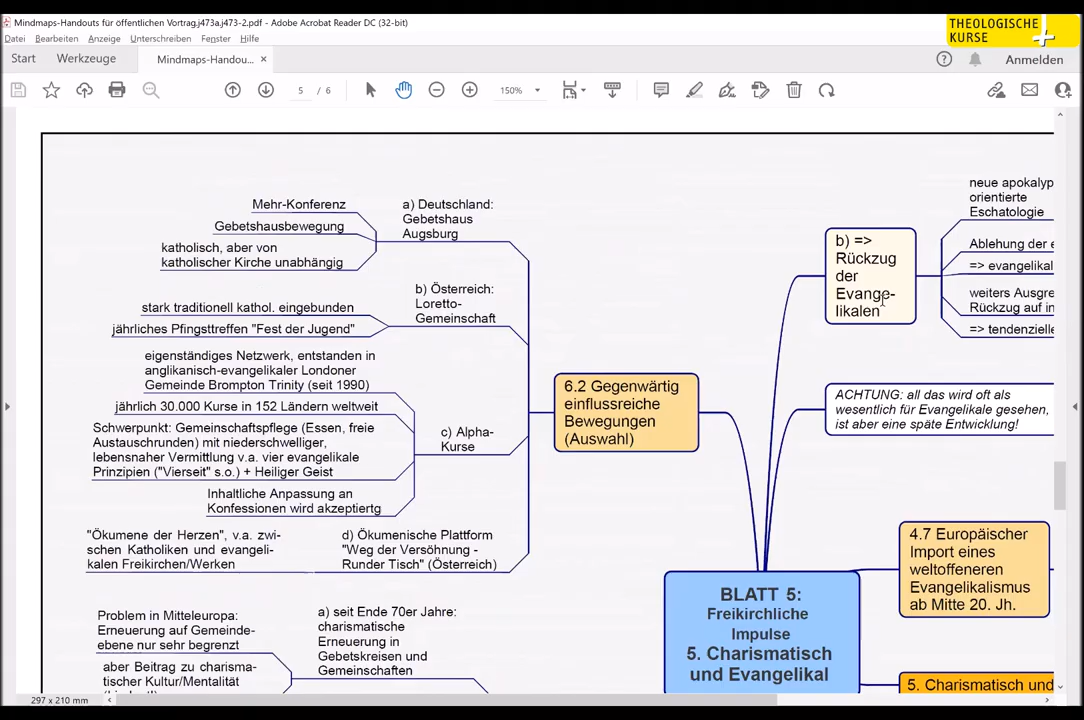 Mindmaps-Handouts für offentlichen Vortrag.j473a.j473-2.pdf - Adobe Acrobat Reader DC (32-bit)
THEOLOGISCHE
KURSE
Datei Bearbeiten Anzeige Unterschreiben Fenster Hilfe
Start Werkzeuge Mindmaps-Handou... × Anmelden
5 / 6 150%
Mehr-Konferenz
Gebetshausbewegung
katholisch, aber von
katholischer Kirche unabhängig
a) Deutschland:
Gebetshaus
Augsburg
stark traditionell kathol. eingebunden
jährliches Pfingsttreffen "Fest der Jugend"
b) Österreich:
Loretto-
Gemeinschaft
eigenständiges Netzwerk, entstanden in
anglikanisch-evangelikaler Londoner
Gemeinde Brompton Trinity (seit 1990)
jährlich 30.000 Kurse in 152 Ländern weltweit
Schwerpunkt: Gemeinschaftspflege (Essen, freie
Austauschrunden) mit niederschwelliger,
lebensnaher Vermittlung v.a. vier evangelikale
Prinzipien ("Vierseit" s.o.) + Heiliger Geist
Inhaltliche Anpassung an
Konfessionen wird akzeptiertg
c) Alpha-
Kurse
"Ökumene der Herzen", v.a. zwi-
schen Katholiken und evangeli-
kalen Freikirchen/Werken
d) Ökumenische Plattform
"Weg der Versöhnung -
Runder Tisch" (Österreich)
6.2 Gegenwärtig
einflussreiche
Bewegungen
(Auswahl)
Problem in Mitteleuropa:
Erneuerung auf Gemeinde-
ebene nur sehr begrenzt
aber Beitrag zu charisma-
tischer Kultur/Mentalität
a) seit Ende 70er Jahre:
charismatische
Erneuerung in
Gebetskreisen und
Gemeinschaften
b) =>
Rückzug
der
Evange-
likalen
neue apokalyp
orientierte
Eschatologie
Ablehung der e
=> evangelikal
weiters Ausgre
Rückzug auf in
=> tendenzielle
ACHTUNG: all das wird oft als
wesentlich für Evangelikale gesehen,
ist aber eine späte Entwicklung!
4.7 Europäischer
Import eines
weltoffeneren
Evangelikalismus
ab Mitte 20. Jh.
BLATT 5:
Freikirchliche
Impulse
5. Charismatisch
und Evangelikal
5. Charismatisch und
297 x 210 mm